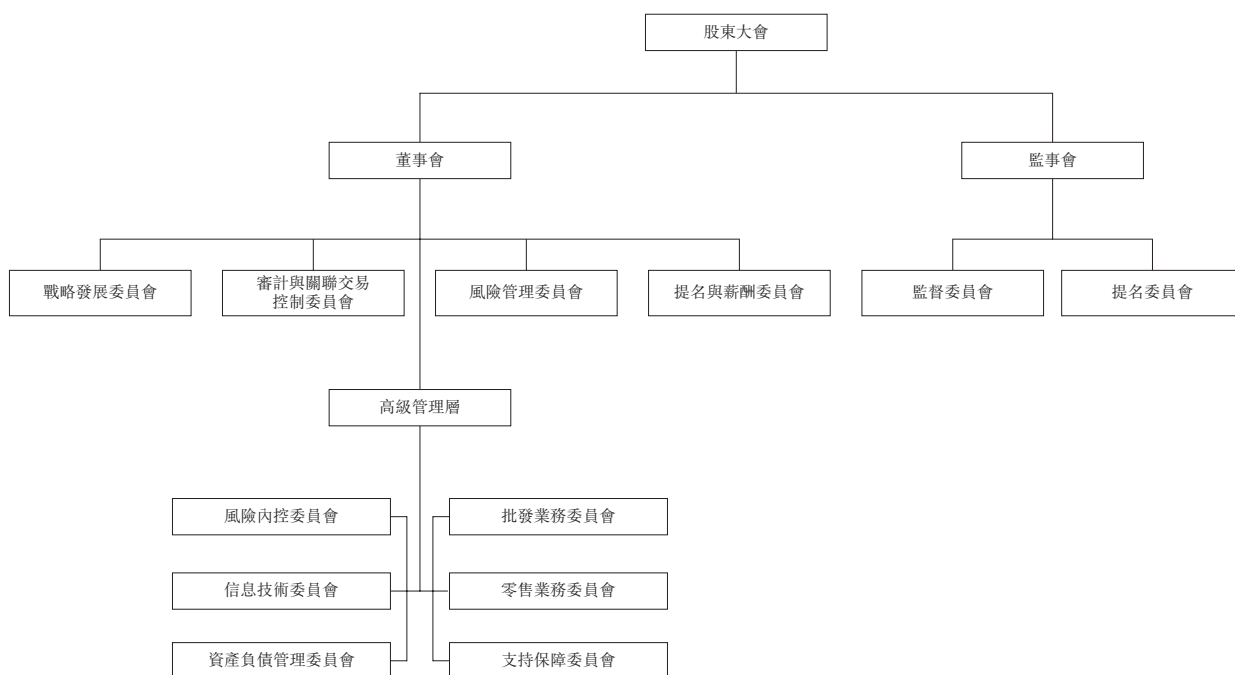 股東大會
董事會
監事會
戰略發展委員會
審計與關聯交易
控制委員會
風險管理委員會
提名與薪酬委員會
監督委員會
提名委員會
高級管理層
風險內控委員會
批發業務委員會
信息技術委員會
零售業務委員會
資產負債管理委員會
支持保障委員會